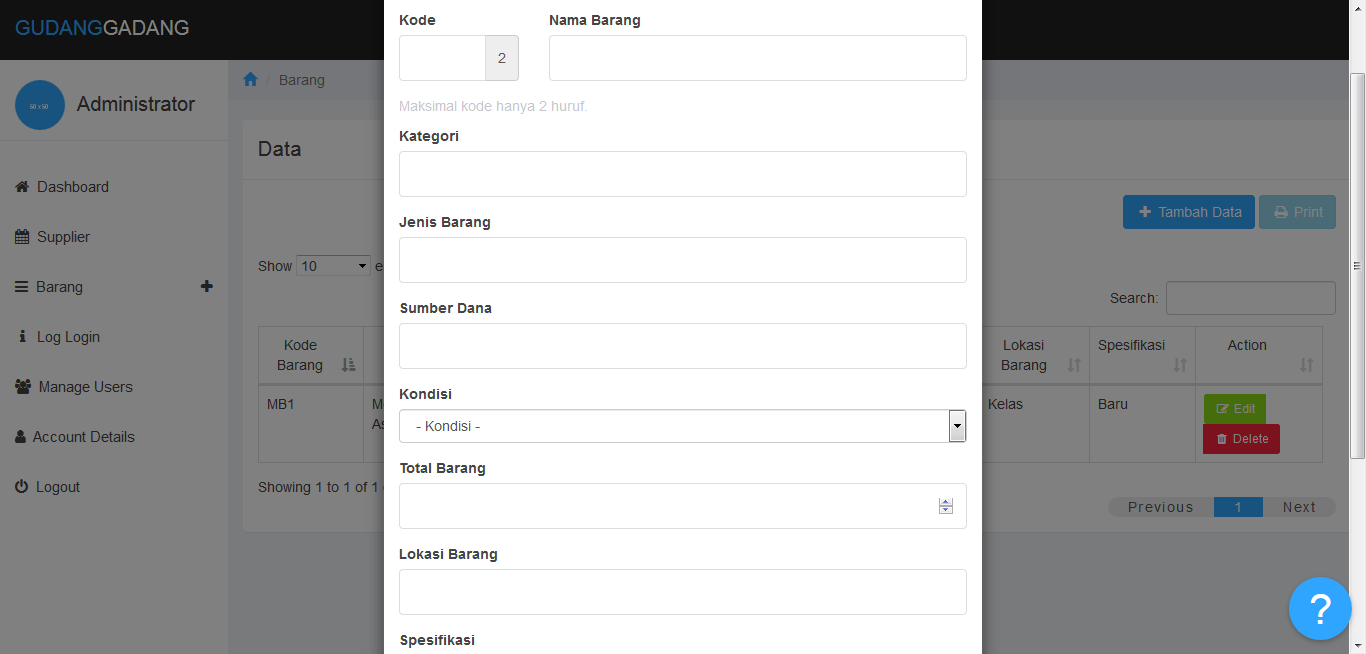 GUDANGGADANG
50 x 50
Administrator
Dashboard
Supplier
Barang
Log Login
Manage Users
Account Details
Logout
Barang
Data
Tambah Data
Print
Show 10 e
Search:
Kode
Barang
Lokasi
Barang
Spesifikasi
Action
MB1
M
As
Kelas
Baru
Edit
Delete
Showing 1 to 1 of 1
Previous 1 Next
Kode
Nama Barang
2
Maksimal kode hanya 2 huruf.
Kategori
Jenis Barang
Sumber Dana
Kondisi
- Kondisi -
Total Barang
Lokasi Barang
Spesifikasi
?